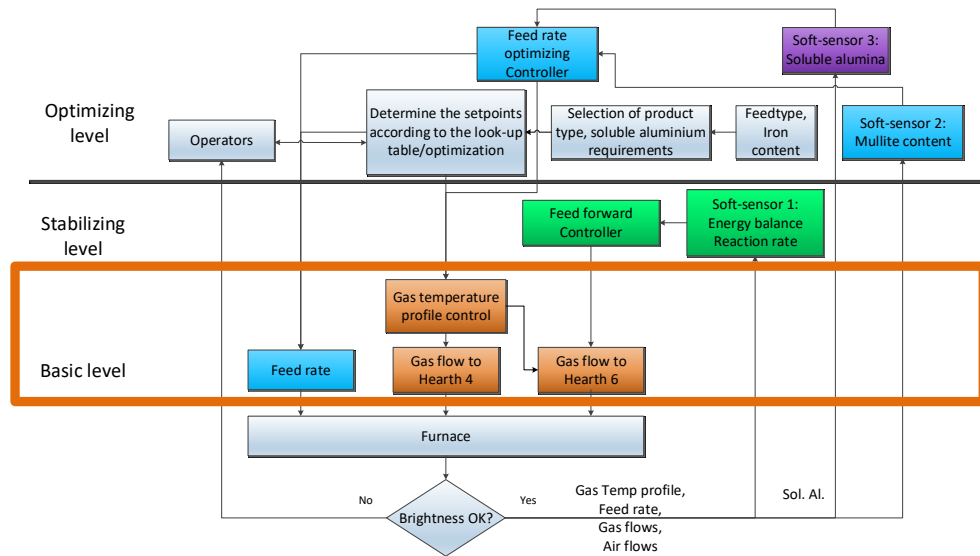 Feed rate
optimizing
Controller
Soft-sensor 3:
Soluble alumina
Optimizing
level
Operators
Determine the setpoints
according to the look-up
table/optimization
Selection of product
type, soluble aluminium
requirements
Feedtype,
Iron
content
Soft-sensor 2:
Mullite content
Stabilizing
level
Feed forward
Controller
Soft-sensor 1:
Energy balance
Reaction rate
Gas temperature
profile control
Basic level
Feed rate
Gas flow to
Hearth 4
Gas flow to
Hearth 6
Furnace
No
Brightness OK?
Yes
Gas Temp profile,
Feed rate,
Gas flows,
Air flows
Sol. Al.